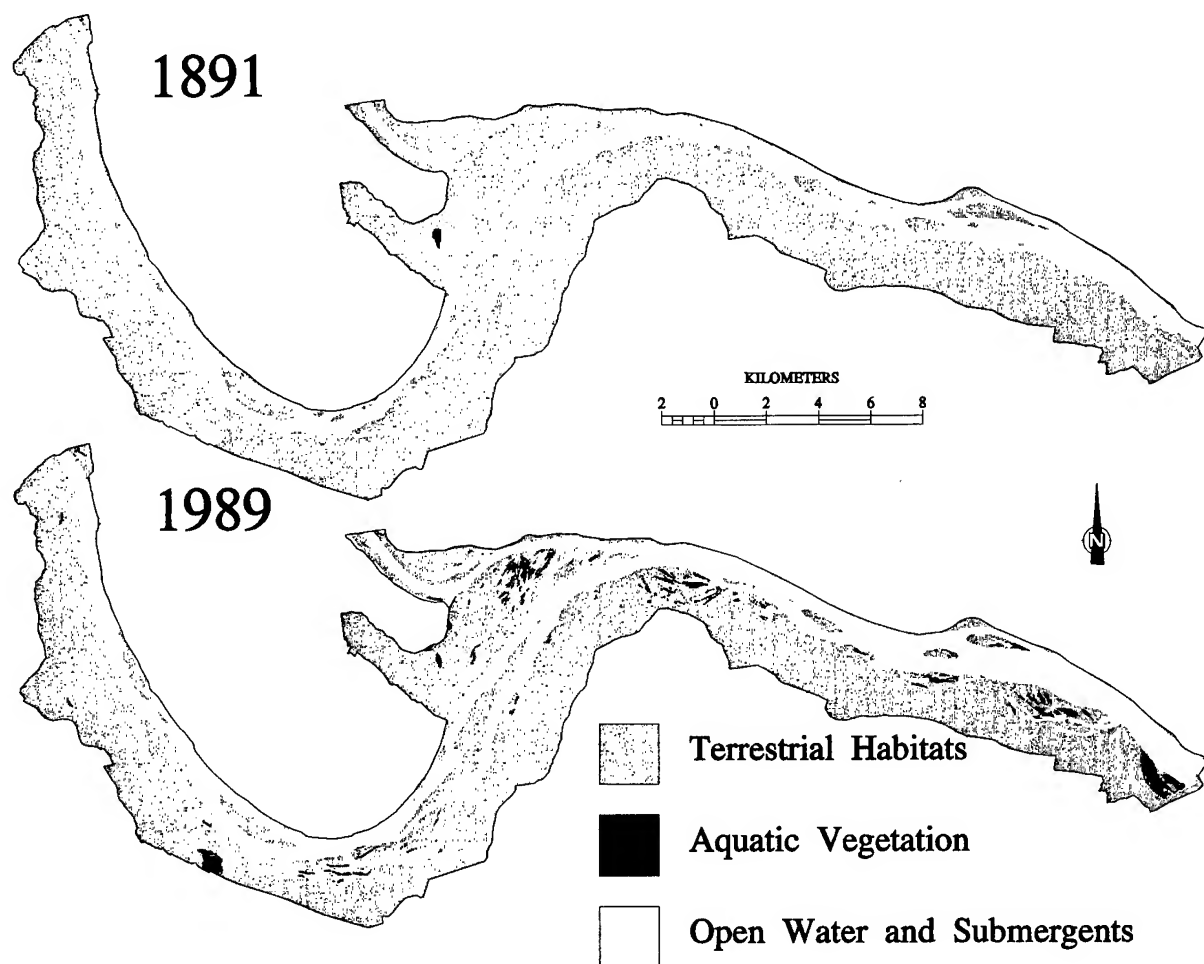 1891
KILOMETERS
2 0 2 4 6 8
1989
N
Terrestrial Habitats
Aquatic Vegetation
Open Water and Submergents